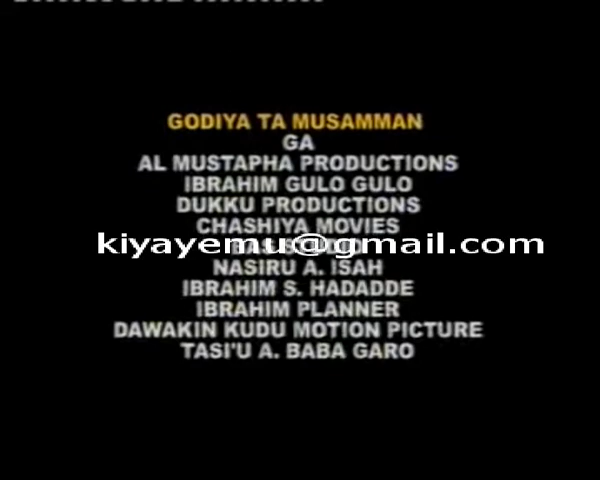 GODIYA TA MUSAMMAN
GA
AL MUSTAPHA PRODUCTIONS
IBRAHIM GULO GULO
DUKKU PRODUCTIONS
CHASHIYA MOVIES
kiyayemu@gmail.com
NASIRU A. ISAH
IBRAHIM S. HADADDE
IBRAHIM PLANNER
DAWAKIN KUDU MOTION PICTURE
TASI'U A. BABA GARO